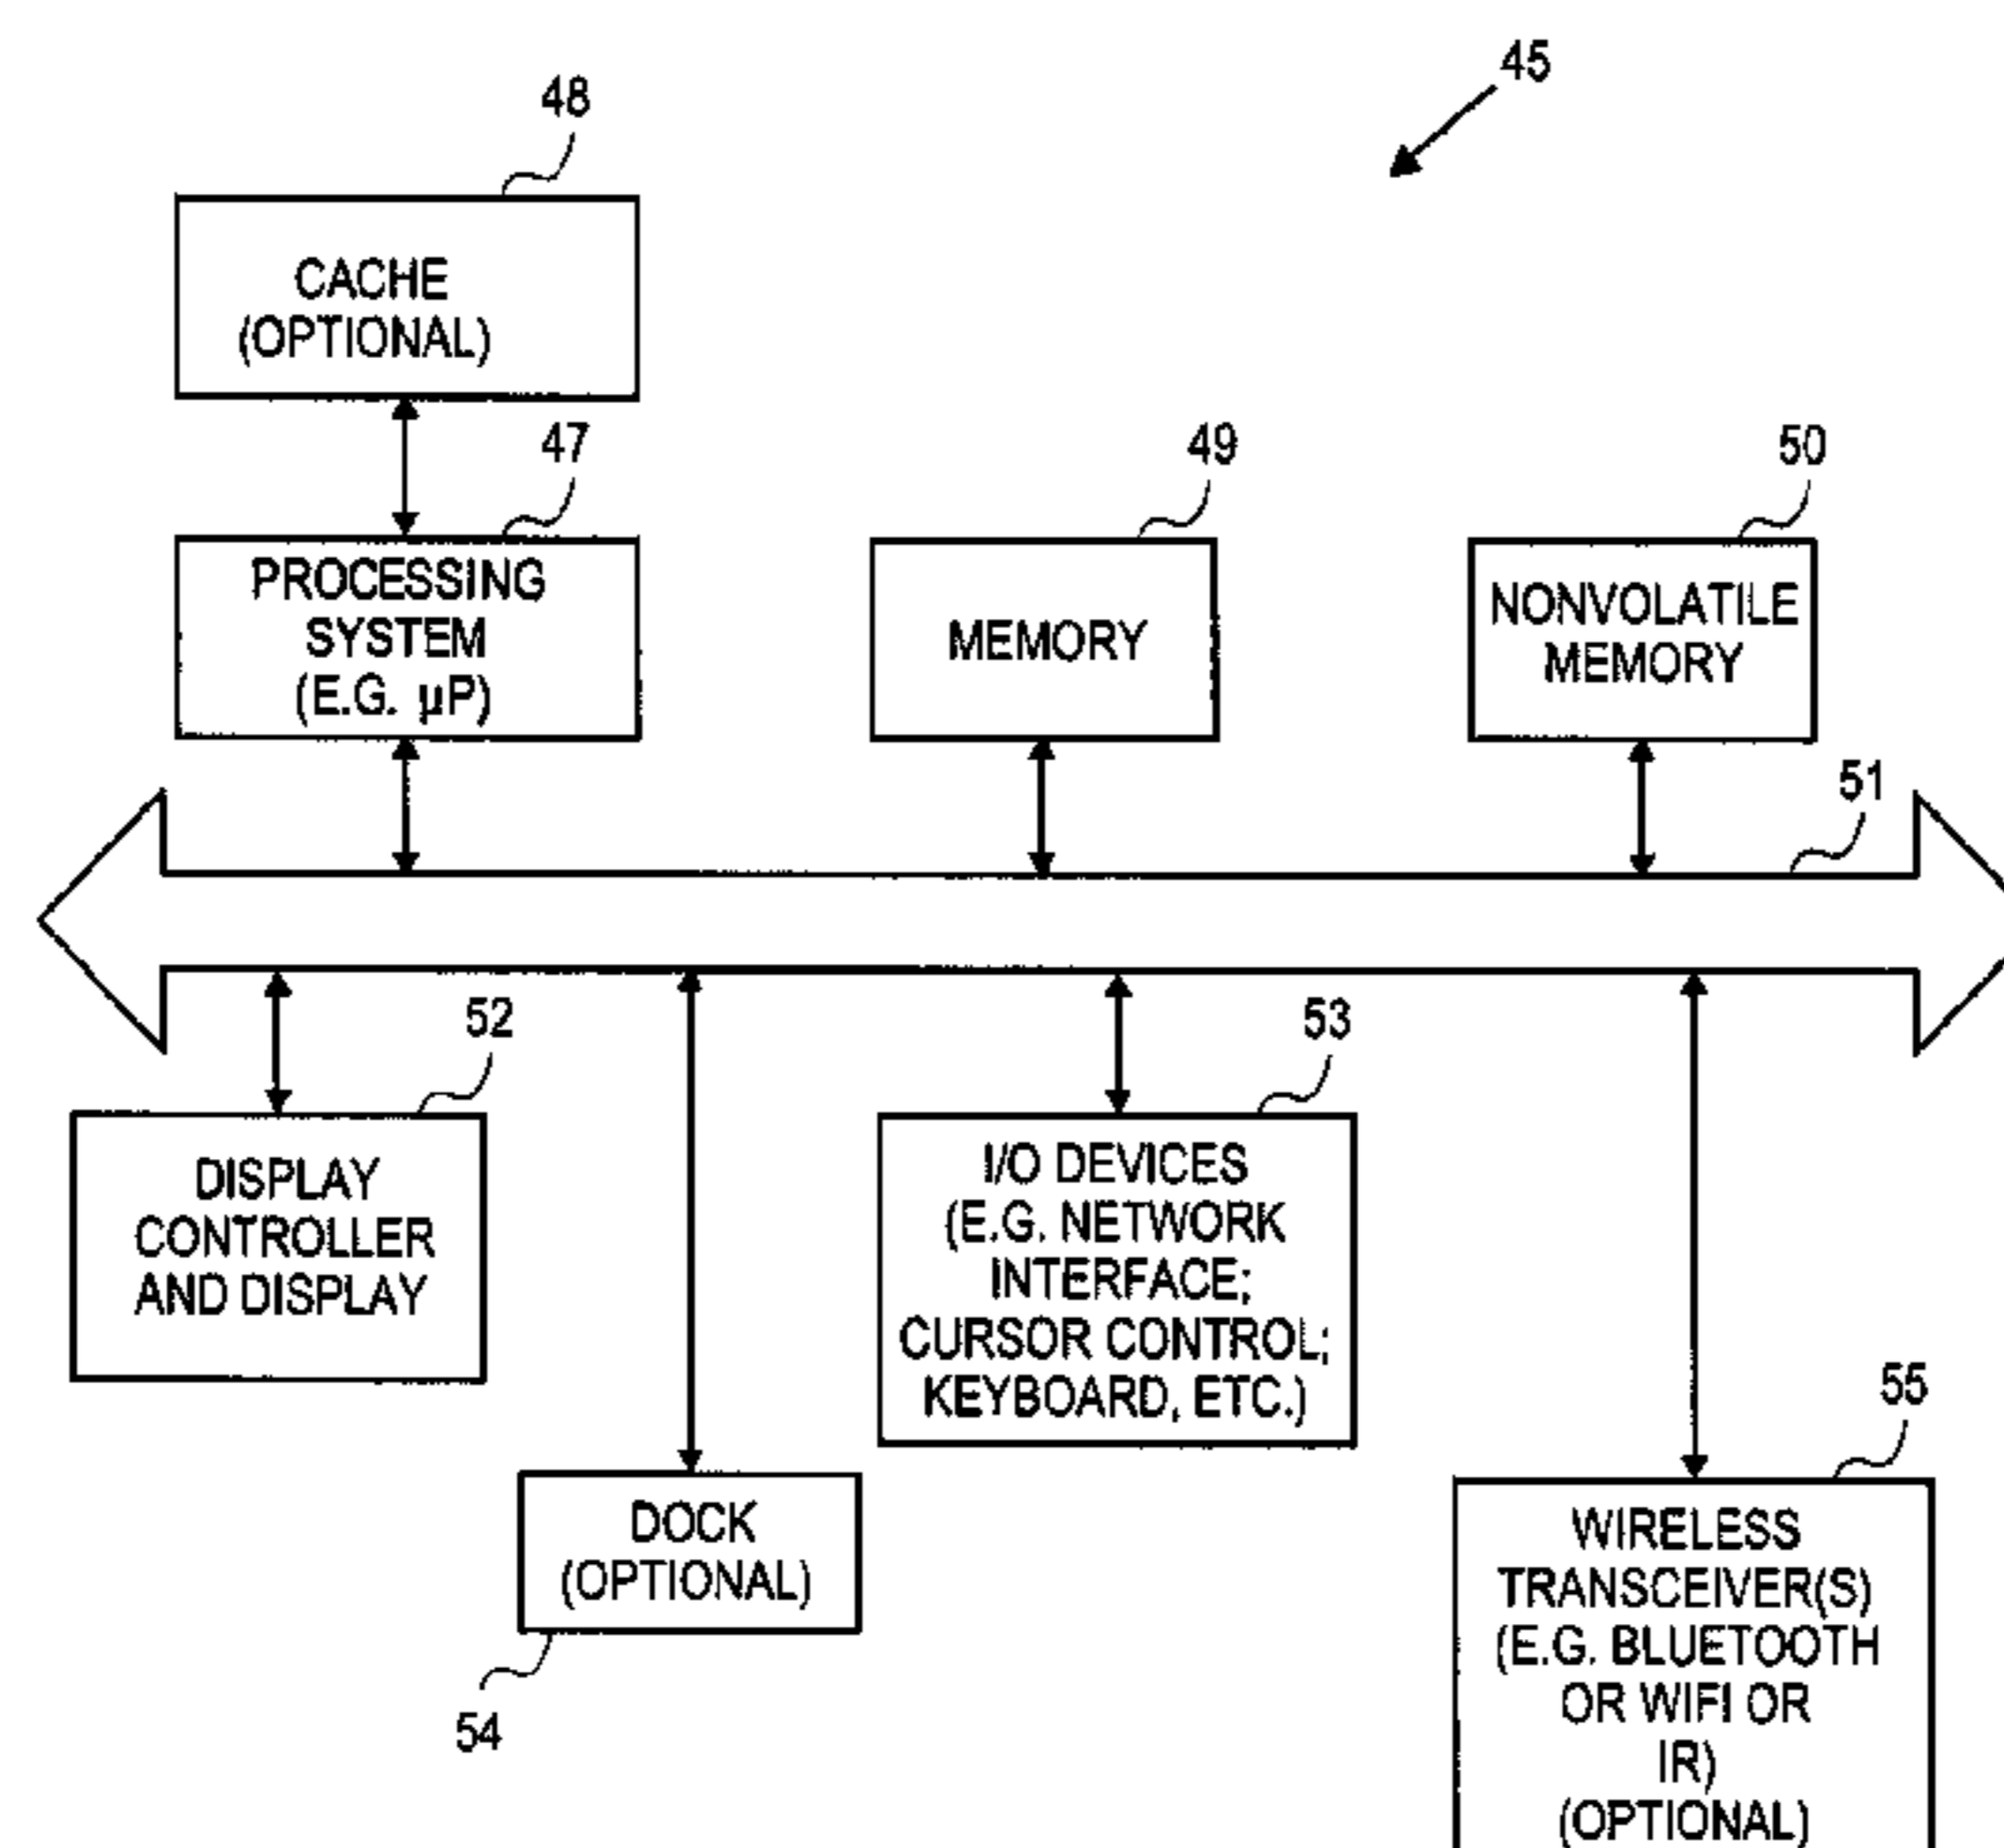 45
48
CACHE
(OPTIONAL)
47
PROCESSING
SYSTEM
(E.G. µP)
49
MEMORY
50
NONVOLATILE
MEMORY
51
52
DISPLAY
CONTROLLER
AND DISPLAY
53
I/O DEVICES
(E.G. NETWORK
INTERFACE;
CURSOR CONTROL;
KEYBOARD, ETC.)
DOCK
(OPTIONAL)
54
55
WIRELESS
TRANSCEIVER(S)
(E.G. BLUETOOTH
OR WIFI OR
IR)
(OPTIONAL)